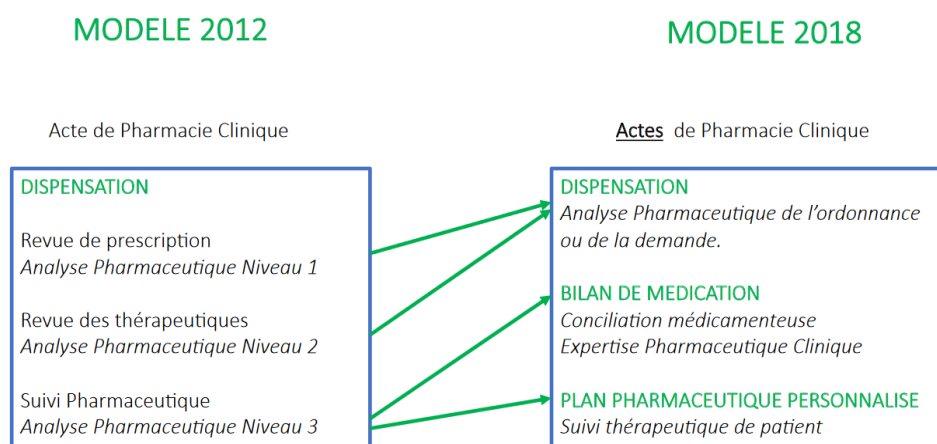 MODELE 2012
Acte de Pharmacie Clinique
DISPENSATION
Revue de prescription
Analyse Pharmaceutique Niveau 1
Revue des thérapeutiques
Analyse Pharmaceutique Niveau 2
Suivi Pharmaceutique
Analyse Pharmaceutique Niveau 3
MODELE 2018
Actes de Pharmacie Clinique
DISPENSATION
Analyse Pharmaceutique de l'ordonnance
ou de la demande.
BILAN DE MEDICATION
Conciliation médicamenteuse
Expertise Pharmaceutique Clinique
PLAN PHARMACEUTIQUE PERSONNALISE
Suivi thérapeutique de patient